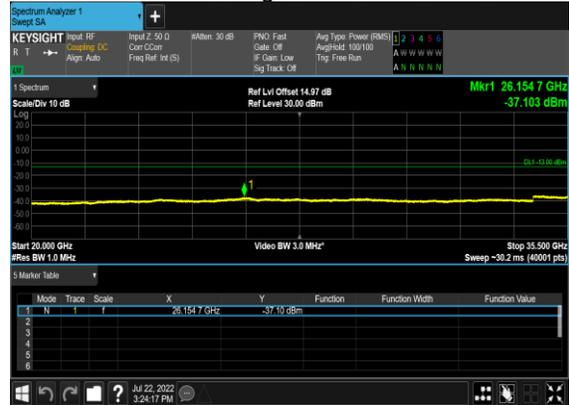 Spectrum Analyzer 1
Swept SA
+
KEYSIGHT Input: RF Input Z: 50 Ω #Atten: 30 dB PNO: Fast Avg Type: Power (RMS) 1 2 3 4 5 6
R T Coupling: DC Corr CCorr Gate: Off Avg|Hold: 100/100 A W W W W W
Align: Auto Freq Ref: Int (S) IF Gain: Low Trig: Free Run
Sig Track: Off A N N N N N
LXI
1 Spectrum Ref Lvl Offset 14.97 dB Mkr1 26.154 7 GHz
Scale/Div 10 dB Ref Level 30.00 dBm -37.103 dBm
Log
20.0
10.0
0.00
-10.0
DL1 -13.00 dBm
-20.0
-30.0
1
-40.0
-50.0
-60.0
Start 20.000 GHz Video BW 3.0 MHz* Stop 35.500 GHz
#Res BW 1.0 MHz Sweep ~30.2 ms (40001 pts)
5 Marker Table
Mode Trace Scale X Y Function Function Width Function Value
1 N 1 f 26.154 7 GHz -37.10 dBm
2
3
4
5
6
? Jul 22, 2022
3:24:17 PM